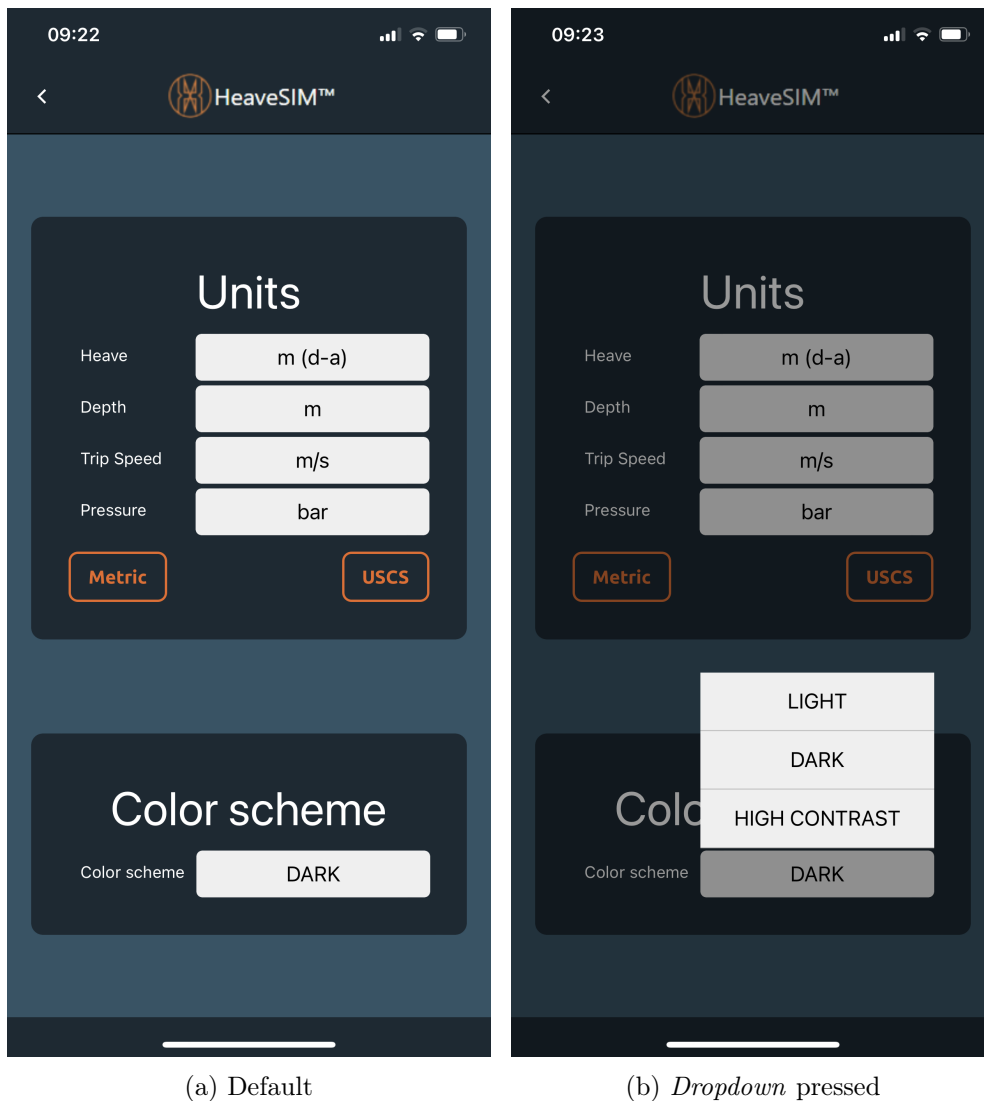 09:22
HeaveSIM™
Units
Heave m (d-a)
Depth m
Trip Speed m/s
Pressure bar
Metric USCS
Color scheme
Color scheme DARK
(a) Default
09:23
HeaveSIM™
Units
Heave m (d-a)
Depth m
Trip Speed m/s
Pressure bar
Metric USCS
LIGHT
DARK
HIGH CONTRAST
Colo
Color scheme DARK
(b) Dropdown pressed